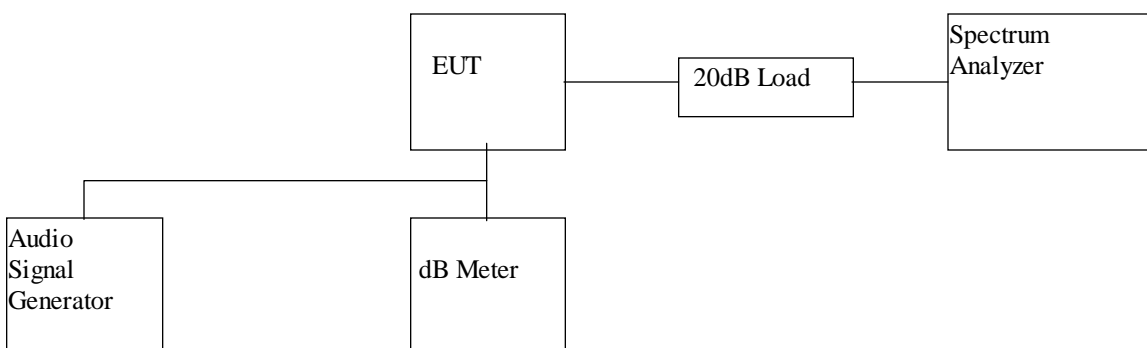 EUT
20dB Load
Spectrum
Analyzer
Audio
Signal
Generator
dB Meter